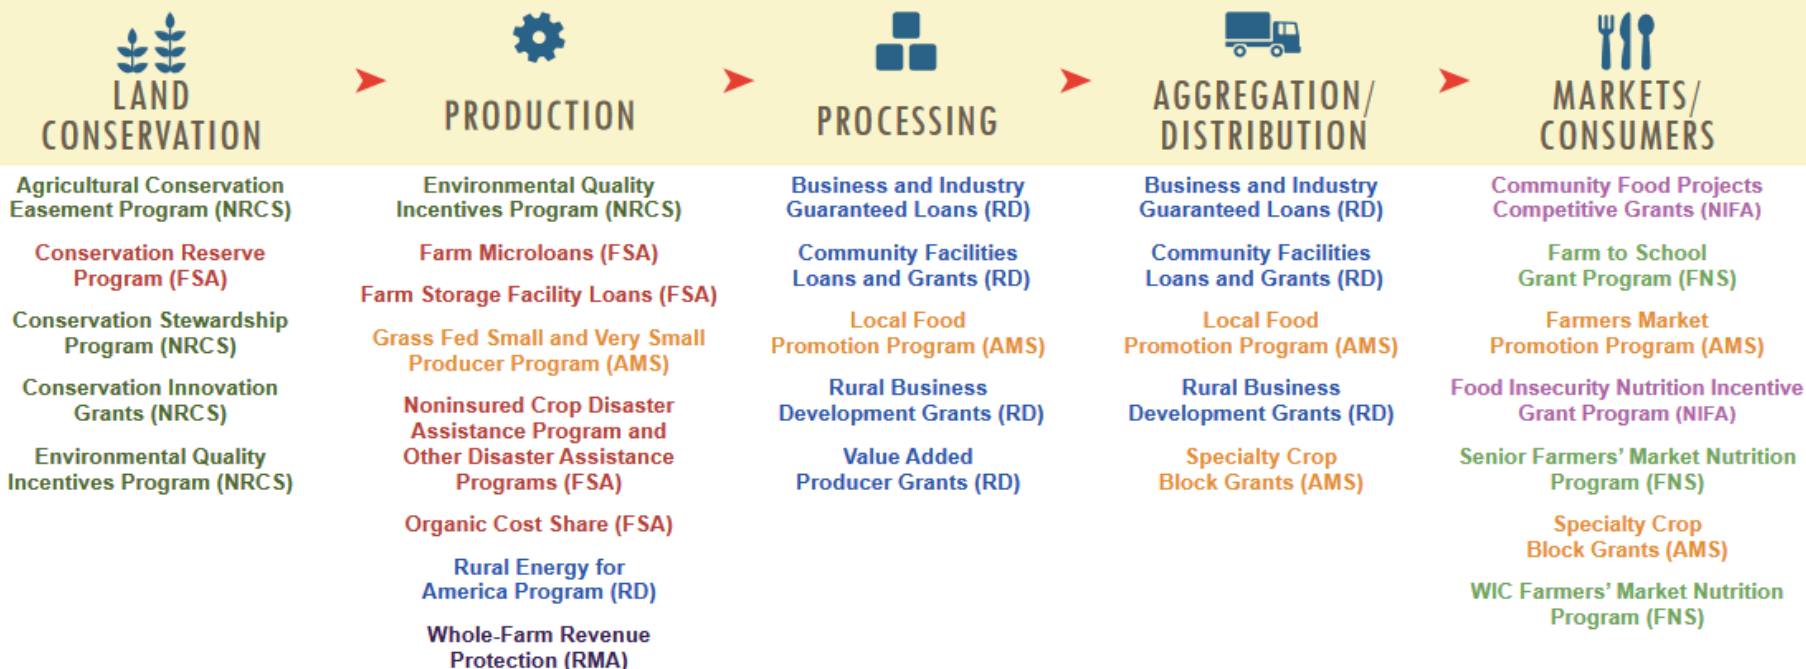 LAND
CONSERVATION
Agricultural Conservation
Easement Program (NRCS)
Conservation Reserve
Program (FSA)
Conservation Stewardship
Program (NRCS)
Conservation Innovation
Grants (NRCS)
Environmental Quality
Incentives Program (NRCS)
PRODUCTION
Environmental Quality
Incentives Program (NRCS)
Farm Microloans (FSA)
Farm Storage Facility Loans (FSA)
Grass Fed Small and Very Small
Producer Program (AMS)
Noninsured Crop Disaster
Assistance Program and
Other Disaster Assistance
Programs (FSA)
Organic Cost Share (FSA)
Rural Energy for
America Program (RD)
Whole-Farm Revenue
Protection (RMA)
PROCESSING
Business and Industry
Guaranteed Loans (RD)
Community Facilities
Loans and Grants (RD)
Local Food
Promotion Program (AMS)
Rural Business
Development Grants (RD)
Value Added
Producer Grants (RD)
AGGREGATION/
DISTRIBUTION
Business and Industry
Guaranteed Loans (RD)
Community Facilities
Loans and Grants (RD)
Local Food
Promotion Program (AMS)
Rural Business
Development Grants (RD)
Specialty Crop
Block Grants (AMS)
MARKETS/
CONSUMERS
Community Food Projects
Competitive Grants (NIFA)
Farm to School
Grant Program (FNS)
Farmers Market
Promotion Program (AMS)
Food Insecurity Nutrition Incentive
Grant Program (NIFA)
Senior Farmers’ Market Nutrition
Program (FNS)
Specialty Crop
Block Grants (AMS)
WIC Farmers’ Market Nutrition
Program (FNS)